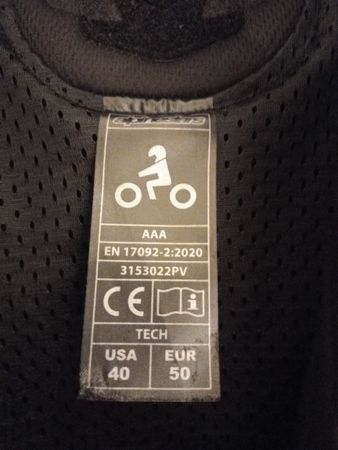 alpinestars
AAA
EN 17092-2:2020
3153022PV
CE
i
TECH
USA EUR
40 50